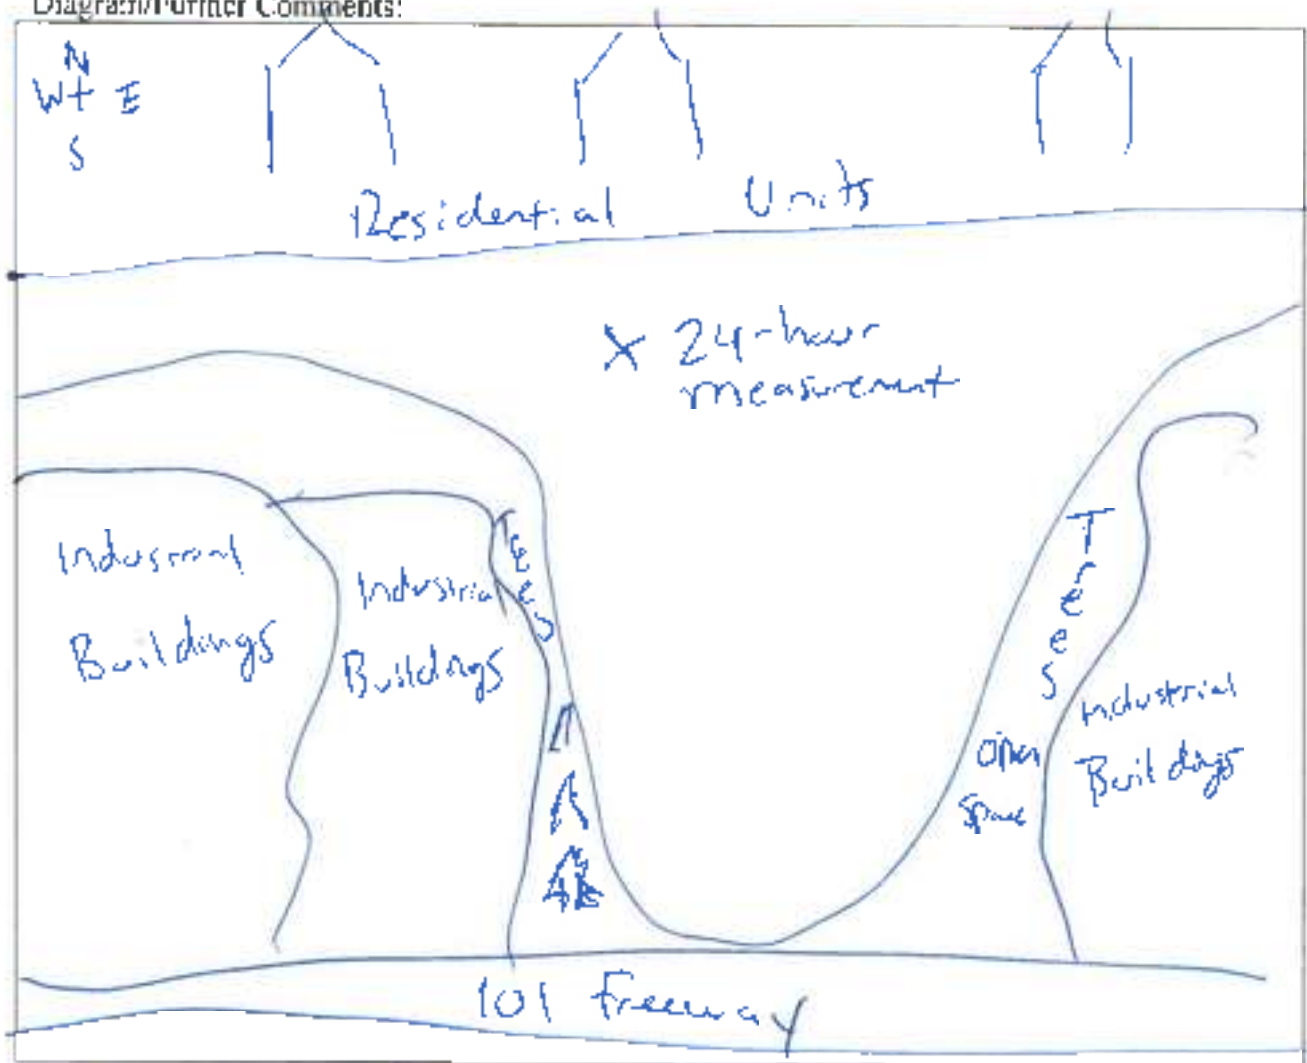 Diagram/Further Comments:
N
W+ E
S
Residential Units
X 24-hour
measurement
Industrial
Buildings
Industrial
Buildings
Trees
Trees
open
space
Industrial
Buildings
101 Freeway